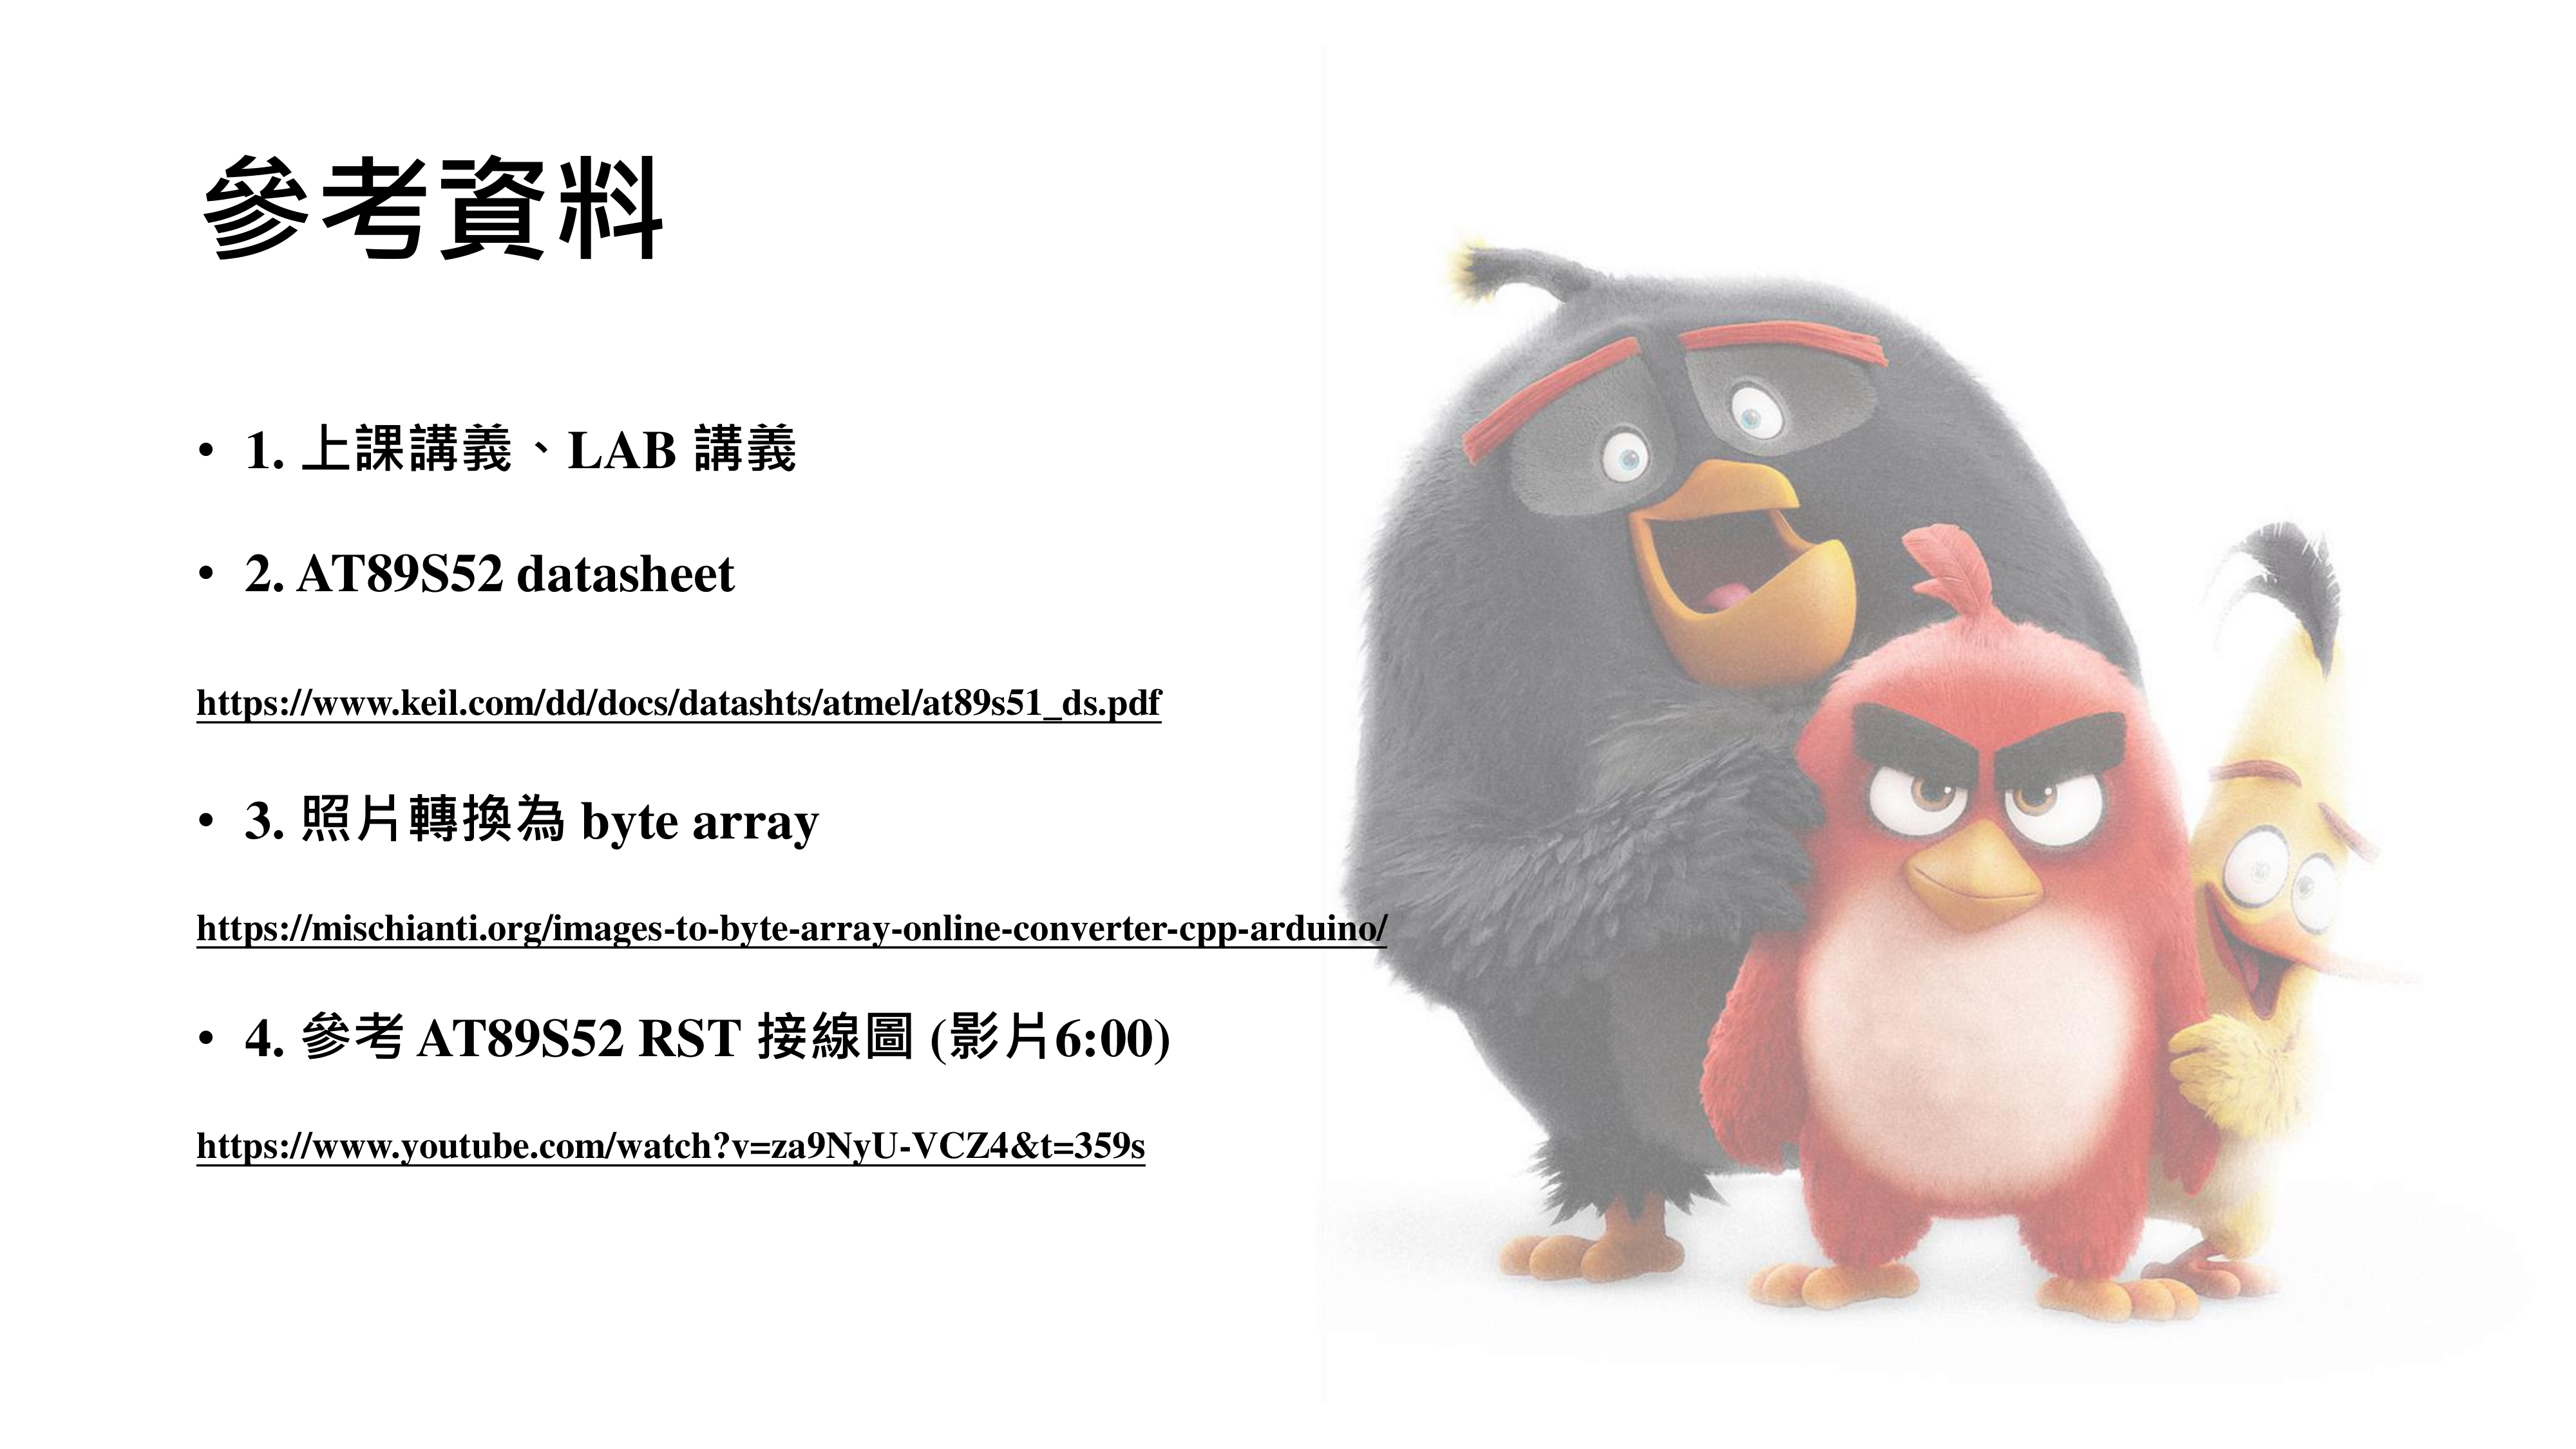 參考資料
• 1. 上課講義、LAB 講義
• 2. AT89S52 datasheet
https://www.keil.com/dd/docs/datashts/atmel/at89s51_ds.pdf
• 3. 照片轉換為 byte array
https://mischianti.org/images-to-byte-array-online-converter-cpp-arduino/
• 4. 參考 AT89S52 RST 接線圖 (影片6:00)
https://www.youtube.com/watch?v=za9NyU-VCZ4&t=359s